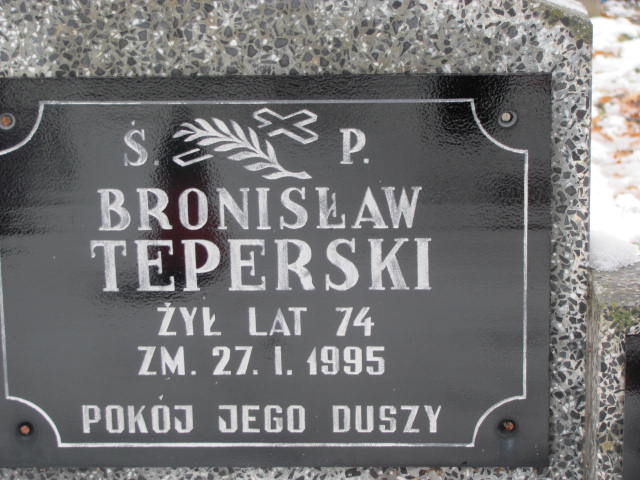 Ś. P.
BRONISŁAW
TEPERSKI
ŻYŁ LAT 74
ZM. 27. I. 1995
POKÓJ JEGO DUSZY